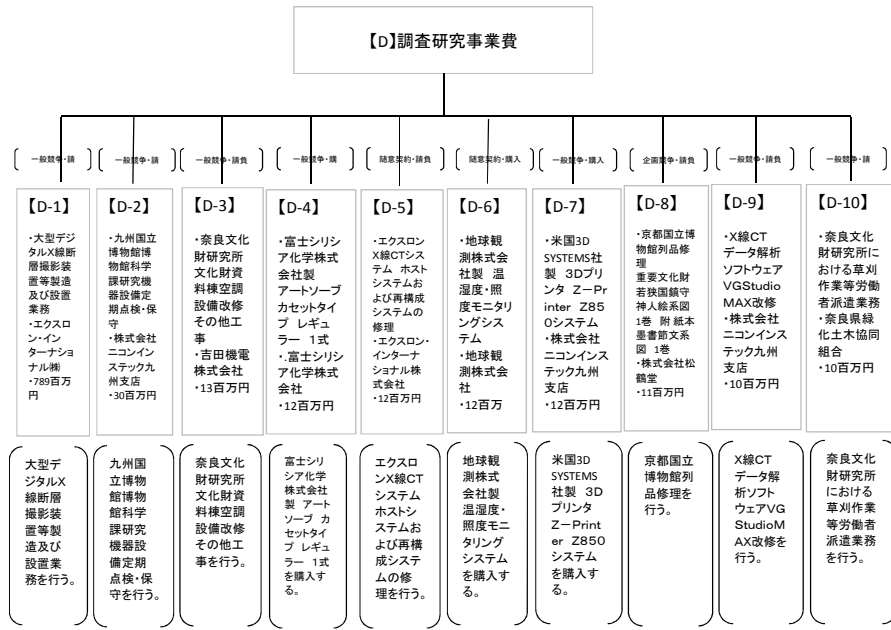 【D】調査研究事業費
一般競争・請
一般競争・請
一般競争・請負
一般競争・購
随意契約・請負
随意契約・購入
一般競争・購入
企画競争・請負
一般競争・請負
一般競争・請
【D-1】
・大型デジ
タルX線断
層撮影装
置等製造
及び設置
業務
・エクスロ
ン・イン
ターナショ
ナル㈱
・789百万
円
【D-2】
・九州国立
博物館博
物館科学
課研究機
器設備定
期点検・保
守
・株式会社
ニコンイン
ステック九
州支店
・30百万円
【D-3】
・奈良文化
財研究所
文化財資
料棟空調
設備改修
その他工
事
・吉田機電
株式会社
・13百万円
【D-4】
・富士シリシ
ア化学株式
会社製
アートソーブ
カセットタイ
プ レギュ
ラー 1式
・.富士シリシ
ア化学株式
会社
・12百万円
【D-5】
・エクスロン
X線CTシス
テム ホスト
システムお
よび再構成
システムの
修理
・エクスロン・
インターナ
ショナル株
式会社
・12百万円
【D-6】
・地球観
測株式会
社製 温
湿度・照
度モニタ
リングシス
テム
・地球観
測株式会
社
・12百万
【D-7】
・米国3D
SYSTEMS社
製 3Dプリ
ンタ Z-Pr
inter Z85
0システム
・株式会社
ニコンインス
テック九州
支店
・12百万円
【D-8】
・京都国立博
物館列品修
理
重要文化財
若狭国鎮守
神人絵系図
1巻 附 紙本
墨書節文系
図 1巻
・株式会社松
鶴堂
・11百万円
【D-9】
・X線CT
データ解析
ソフトウェア
VGStudio
MAX改修
・株式会社
ニコンインス
テック九州
支店
・10百万円
【D-10】
・奈良文化
財研究所に
おける草刈
作業等労働
者派遣業務
・奈良県緑
化土木協同
組合
・10百万円
大型デ
ジタルX
線断層
撮影装
置等製
造及び
設置業
務を行う。
九州国
立博物
館博物
館科学
課研究
機器設
備定期
点検・保
守を行う。
奈良文化
財研究所
文化財資
料棟空調
設備改修
その他工
事を行う。
富士シリ
シア化学
株式会社
製 アート
ソーブ カ
セットタイ
プ レギュ
ラー 1式
を購入す
る。
エクスロ
ンX線CT
システム
ホストシ
ステムお
よび再構
成システ
ムの修
理を行う。
地球観
測株式
会社製
温湿度・
照度モニ
タリング
システム
を購入す
る。
米国3D
SYSTEMS
社製 3D
プリンタ
Z-Print
er Z850
システム
を購入す
る。
京都国立
博物館列
品修理を
行う。
X線CT
データ解
析ソフト
ウェアVG
StudioM
AX改修を
行う。
奈良文化
財研究所
における
草刈作業
等労働者
派遣業務
を行う。